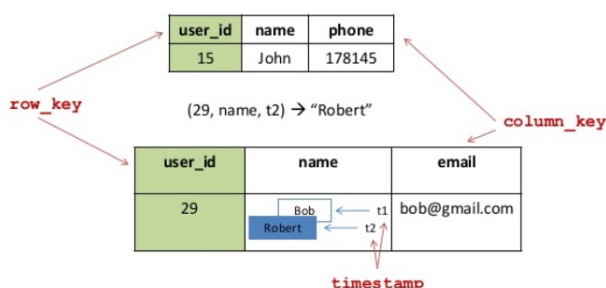 user_id name phone
15 John 178145
row_key
(29, name, t2) → “Robert”
column_key
user_id name email
29 Bob t1 bob@gmail.com
Robert t2
timestamp